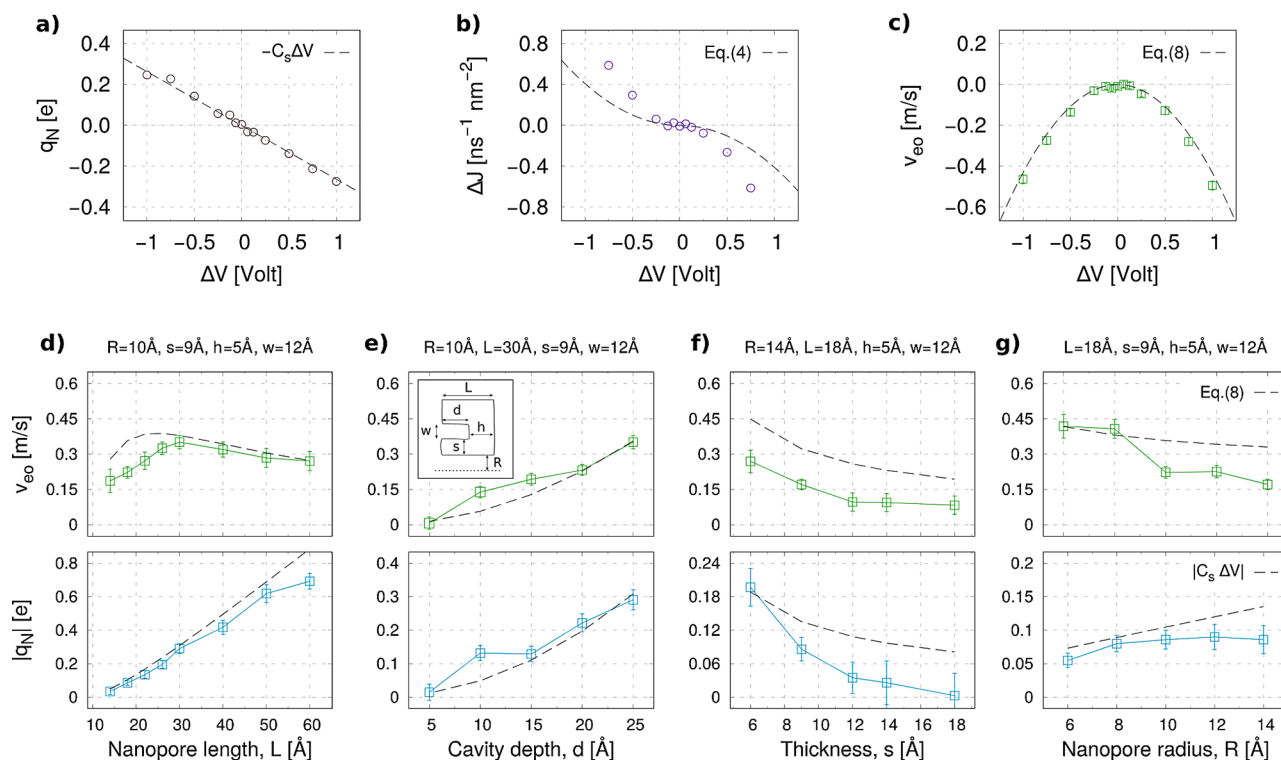 a)
−CₛΔV
q_N [e]
0.4
0.2
0.0
−0.2
−0.4
−1
−0.5
0
0.5
1
ΔV [Volt]
b)
Eq.(4)
ΔJ [ns⁻¹ nm⁻²]
0.8
0.4
0.0
−0.4
−0.8
−1
−0.5
0
0.5
1
ΔV [Volt]
c)
Eq.(8)
v_eo [m/s]
0.2
0.0
−0.2
−0.4
−0.6
−1
−0.5
0
0.5
1
ΔV [Volt]
d)
R=10Å, s=9Å, h=5Å, w=12Å
v_eo [m/s]
0.6
0.45
0.3
0.15
0
|q_N| [e]
0.8
0.6
0.4
0.2
0
10 20 30 40 50 60
Nanopore length, L [Å]
e)
R=10Å, L=30Å, s=9Å, w=12Å
L
d
w
h
s
R
0.6
0.45
0.3
0.15
0
0.4
0.3
0.2
0.1
0
5 10 15 20 25
Cavity depth, d [Å]
f)
R=14Å, L=18Å, h=5Å, w=12Å
0.6
0.45
0.3
0.15
0
0.24
0.18
0.12
0.06
0
6 8 10 12 14 16 18
Thickness, s [Å]
g)
L=18Å, s=9Å, h=5Å, w=12Å
Eq.(8)
0.6
0.45
0.3
0.15
0
|Cₛ ΔV|
0.2
0.15
0.1
0.05
0
6 8 10 12 14
Nanopore radius, R [Å]